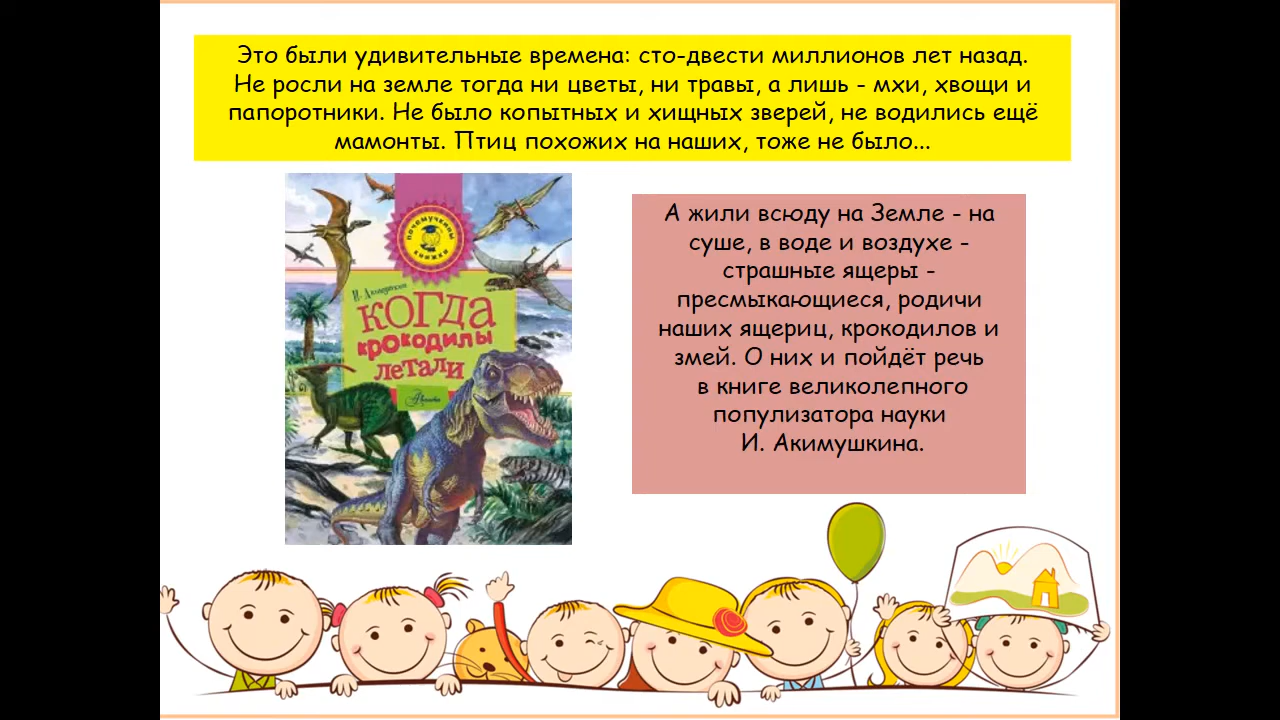 Это были удивительные времена: сто-двести миллионов лет назад.
Не росли на земле тогда ни цветы, ни травы, а лишь - мхи, хвощи и
папоротники. Не было копытных и хищных зверей, не водились ещё
мамонты. Птиц похожих на наших, тоже не было...
почемучкины
книжки
И. Акимушкин
КОГДА
КРОКОДИЛЫ
ЛЕТАЛИ
А жили всюду на Земле - на
суше, в воде и воздухе -
страшные ящеры -
пресмыкающиеся, родичи
наших ящериц, крокодилов и
змей. О них и пойдёт речь
в книге великолепного
популизатора науки
И. Акимушкина.